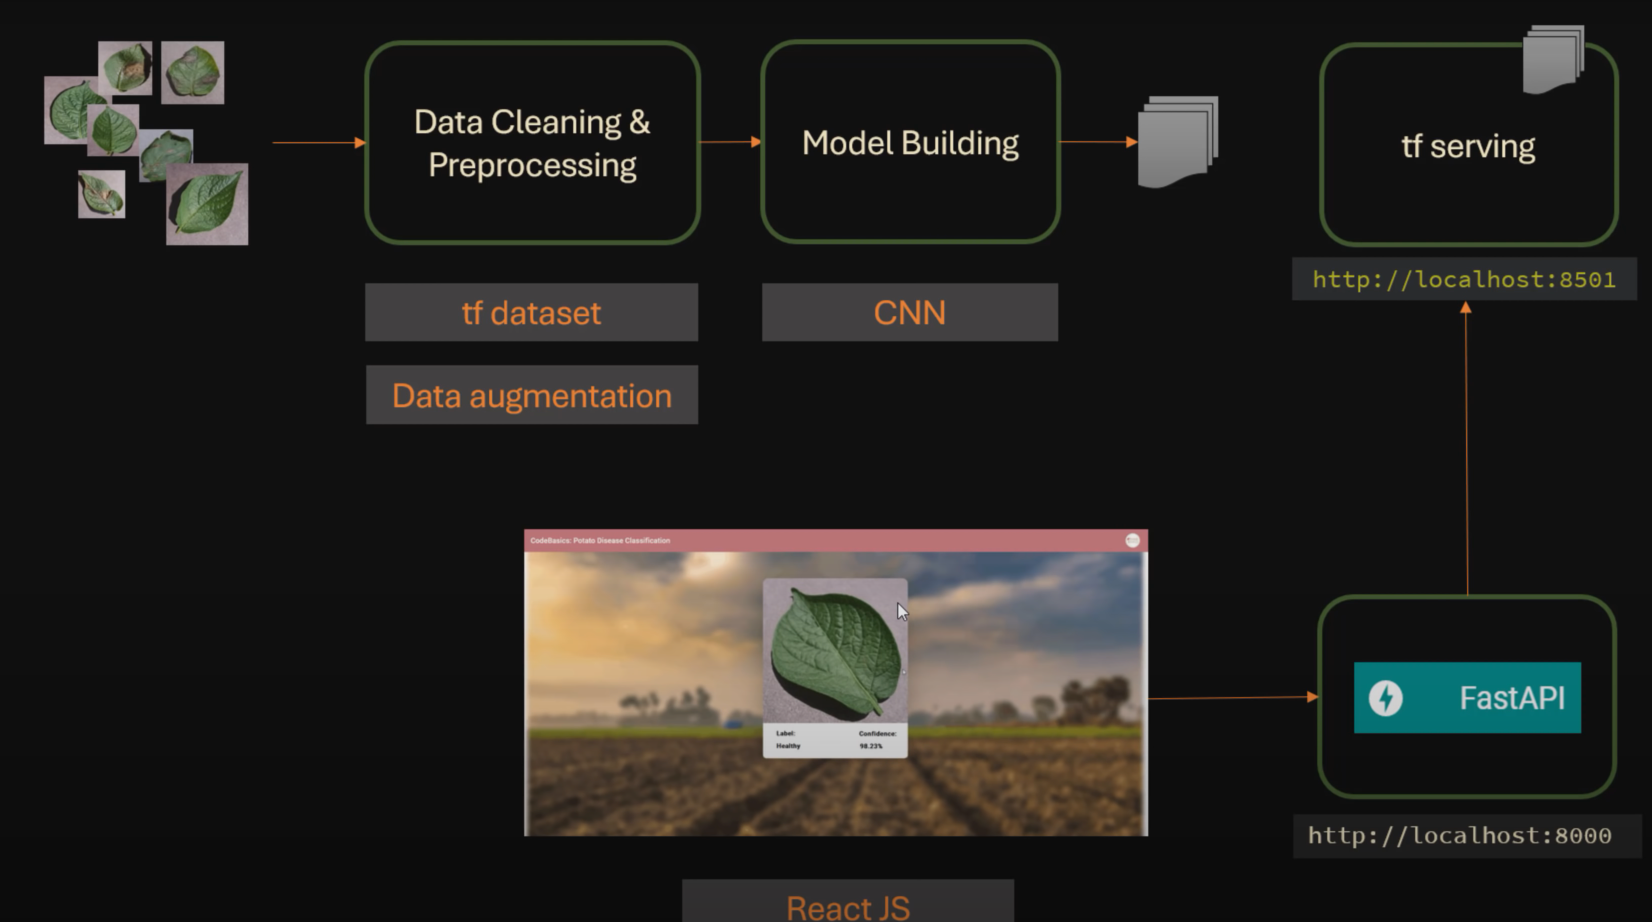 Data Cleaning &
Preprocessing
Model Building
tf serving
http://localhost:8501
tf dataset
CNN
Data augmentation
CodeBasics: Potato Disease Classification
Label:
Confidence:
Healthy
98.23%
FastAPI
http://localhost:8000
React JS